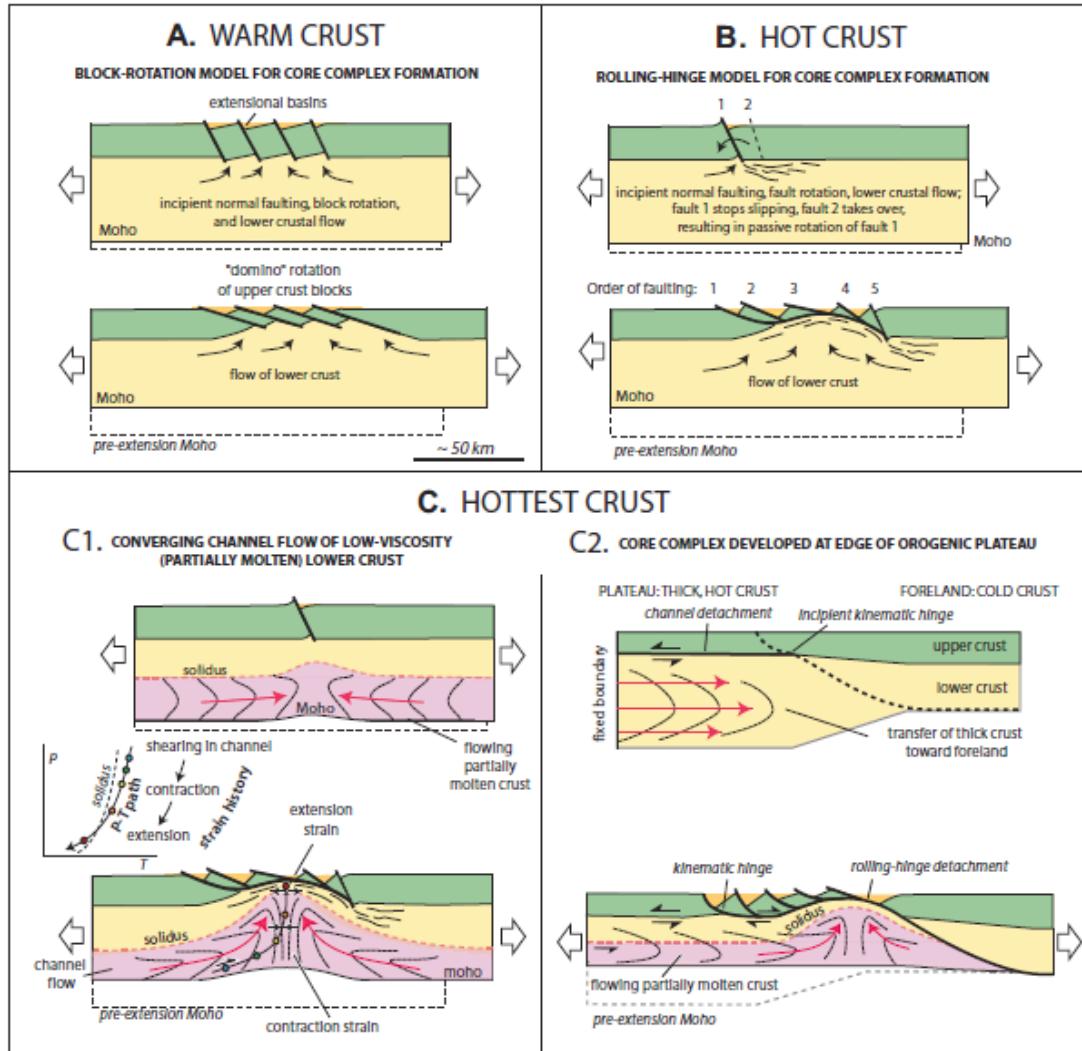 A. WARM CRUST
BLOCK-ROTATION MODEL FOR CORE COMPLEX FORMATION
extensional basins
incipient normal faulting, block rotation,
and lower crustal flow
Moho
"domino" rotation
of upper crust blocks
flow of lower crust
Moho
pre-extension Moho
~ 50 km
B. HOT CRUST
ROLLING-HINGE MODEL FOR CORE COMPLEX FORMATION
1 2
incipient normal faulting, fault rotation, lower crustal flow;
fault 1 stops slipping, fault 2 takes over,
resulting in passive rotation of fault 1
Moho
Order of faulting: 1 2 3 4 5
flow of lower crust
Moho
pre-extension Moho
C. HOTTEST CRUST
C1. CONVERGING CHANNEL FLOW OF LOW-VISCOSITY
(PARTIALLY MOLTEN) LOWER CRUST
solidus
Moho
flowing
partially
molten crust
P
solidus
p-T path
T
shearing in channel
contraction
extension
strain history
extension
strain
solidus
channel
flow
moho
pre-extension Moho
contraction strain
C2. CORE COMPLEX DEVELOPED AT EDGE OF OROGENIC PLATEAU
PLATEAU: THICK, HOT CRUST
FORELAND: COLD CRUST
channel detachment
incipient kinematic hinge
upper crust
lower crust
fixed boundary
transfer of thick crust
toward foreland
kinematic hinge
rolling-hinge detachment
solidus
flowing partially molten crust
pre-extension Moho